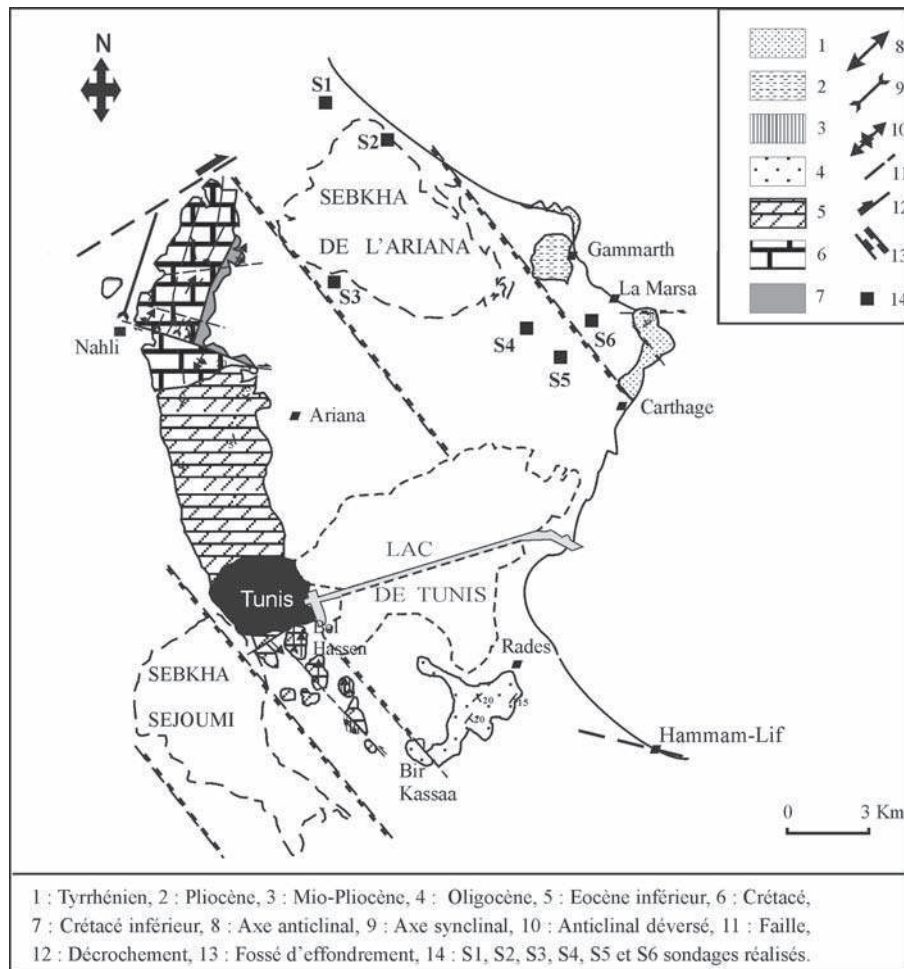 N
S1
S2
SEBKHA
DE L'ARIANA
S3
Gammarth
La Marsa
S4
S6
S5
Carthage
Nahli
Ariana
LAC
DE TUNIS
Tunis
Bel
Hassen
SEBKHA
SEJOUMI
Rades
20
15
20
Bir
Kassaa
Hammam-Lif
0 3 Km
1
2
3
4
5
6
7
8
9
10
11
12
13
14
1 : Tyrrhénien, 2 : Pliocène, 3 : Mio-Pliocène, 4 : Oligocène, 5 : Eocène inférieur, 6 : Crétacé,
7 : Crétacé inférieur, 8 : Axe anticlinal, 9 : Axe synclinal, 10 : Anticlinal déversé, 11 : Faille,
12 : Décrochement, 13 : Fossé d'effondrement, 14 : S1, S2, S3, S4, S5 et S6 sondages réalisés.